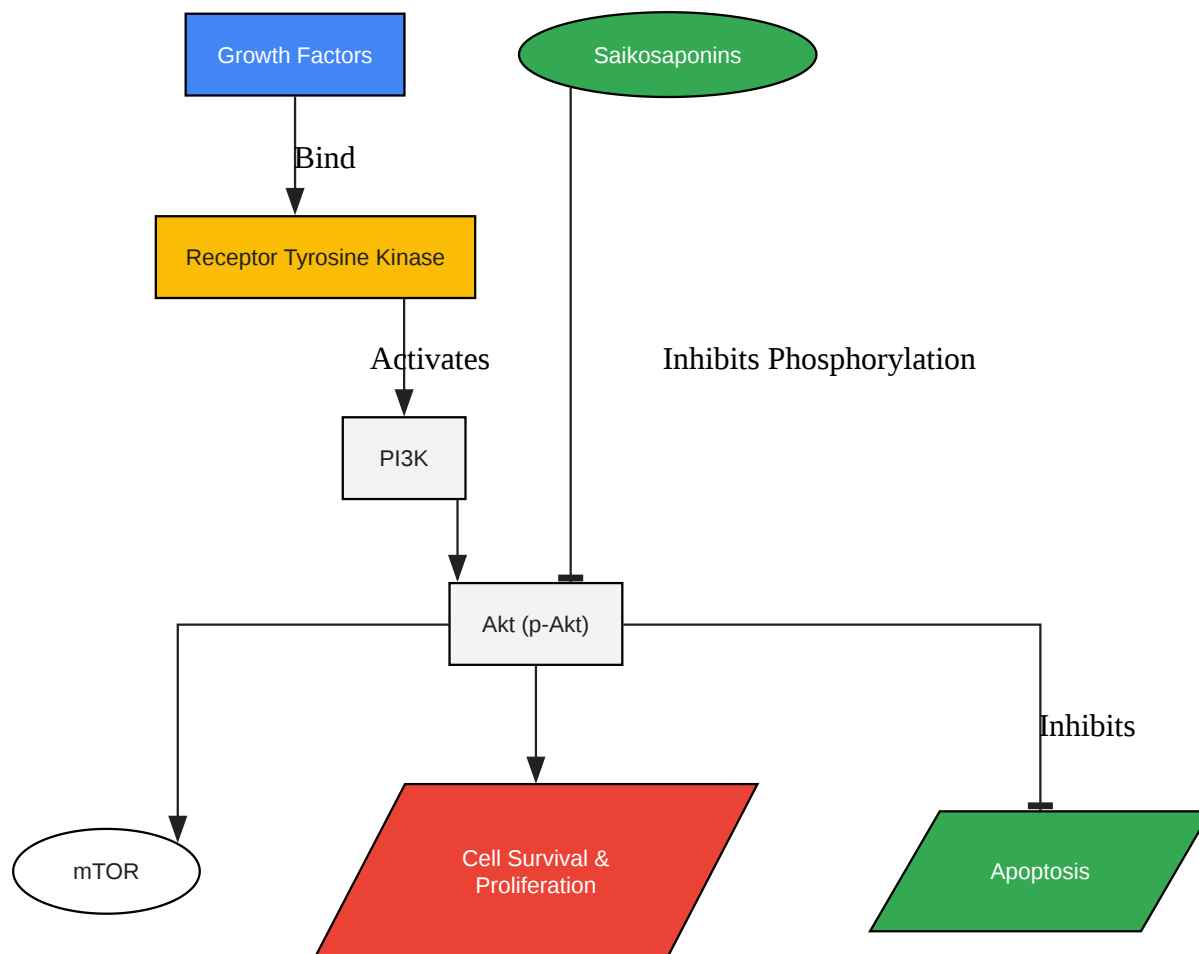 Growth Factors
Saikosaponins
Bind
Receptor Tyrosine Kinase
Activates
Inhibits Phosphorylation
PI3K
Akt (p-Akt)
Inhibits
mTOR
Cell Survival &
Proliferation
Apoptosis